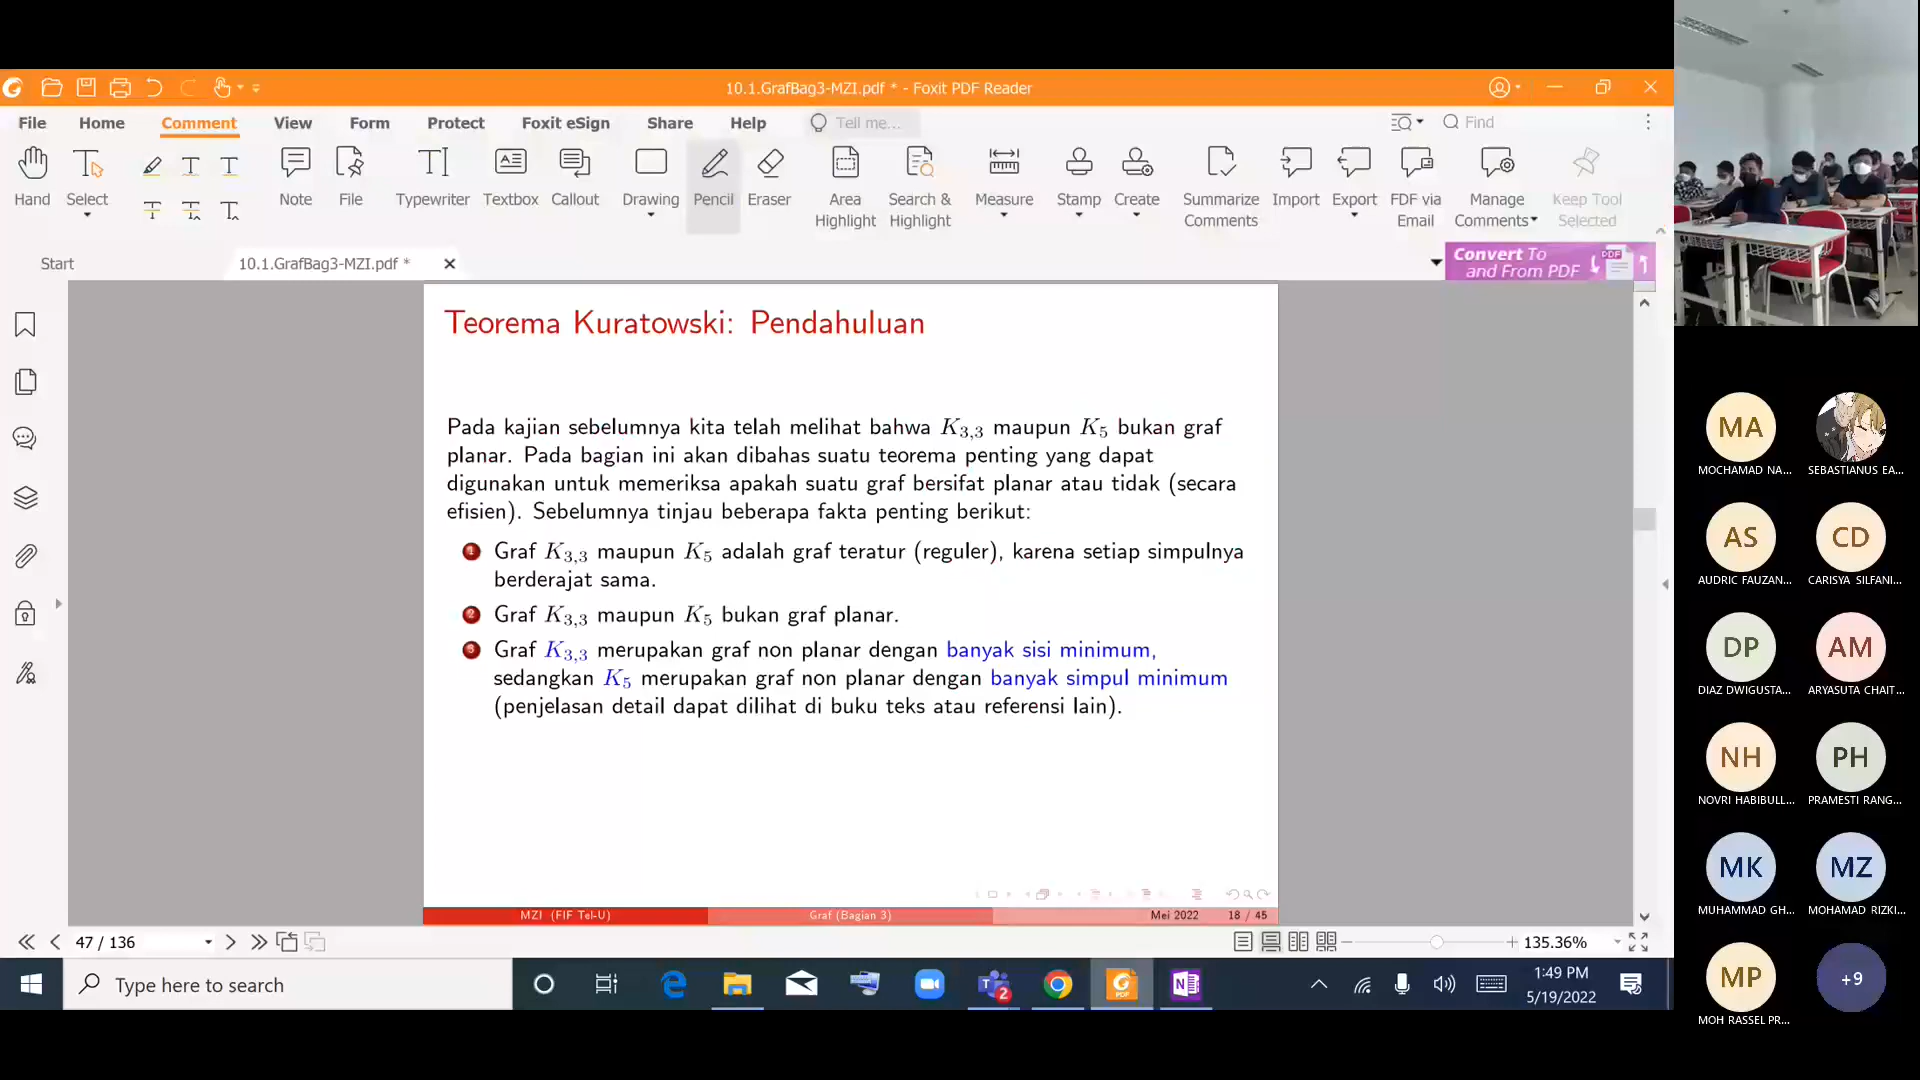 10.1.GrafBag3-MZI.pdf * - Foxit PDF Reader
File Home Comment View Form Protect Foxit eSign Share Help Tell me... Find
Hand Select Note File Typewriter Textbox Callout Drawing Pencil Eraser Area Highlight Search & Highlight Measure Stamp Create Summarize Comments Import Export FDF via Email Manage Comments Keep Tool Selected
Start 10.1.GrafBag3-MZI.pdf *
Convert To
and From PDF
PDF
Teorema Kuratowski: Pendahuluan
Pada kajian sebelumnya kita telah melihat bahwa K3,3 maupun K5 bukan graf
planar. Pada bagian ini akan dibahas suatu teorema penting yang dapat
digunakan untuk memeriksa apakah suatu graf bersifat planar atau tidak (secara
efisien). Sebelumnya tinjau beberapa fakta penting berikut:
1 Graf K3,3 maupun K5 adalah graf teratur (reguler), karena setiap simpulnya
berderajat sama.
2 Graf K3,3 maupun K5 bukan graf planar.
3 Graf K3,3 merupakan graf non planar dengan banyak sisi minimum,
sedangkan K5 merupakan graf non planar dengan banyak simpul minimum
(penjelasan detail dapat dilihat di buku teks atau referensi lain).
MZI (FIF Tel-U) Graf (Bagian 3) Mei 2022 18 / 45
47 / 136
135.36%
Type here to search
2
PDF
N
1:49 PM
5/19/2022
MA
MOCHAMAD NA... SEBASTIANUS EA...
AS CD
AUDRIC FAUZAN... CARISYA SILFANI...
DP AM
DIAZ DWIGUSTA... ARYASUTA CHAIT...
NH PH
NOVRI HABIBULL... PRAMESTI RANG...
MK MZ
MUHAMMAD GH... MOHAMAD RIZKI...
MP +9
MOH RASSEL PR...